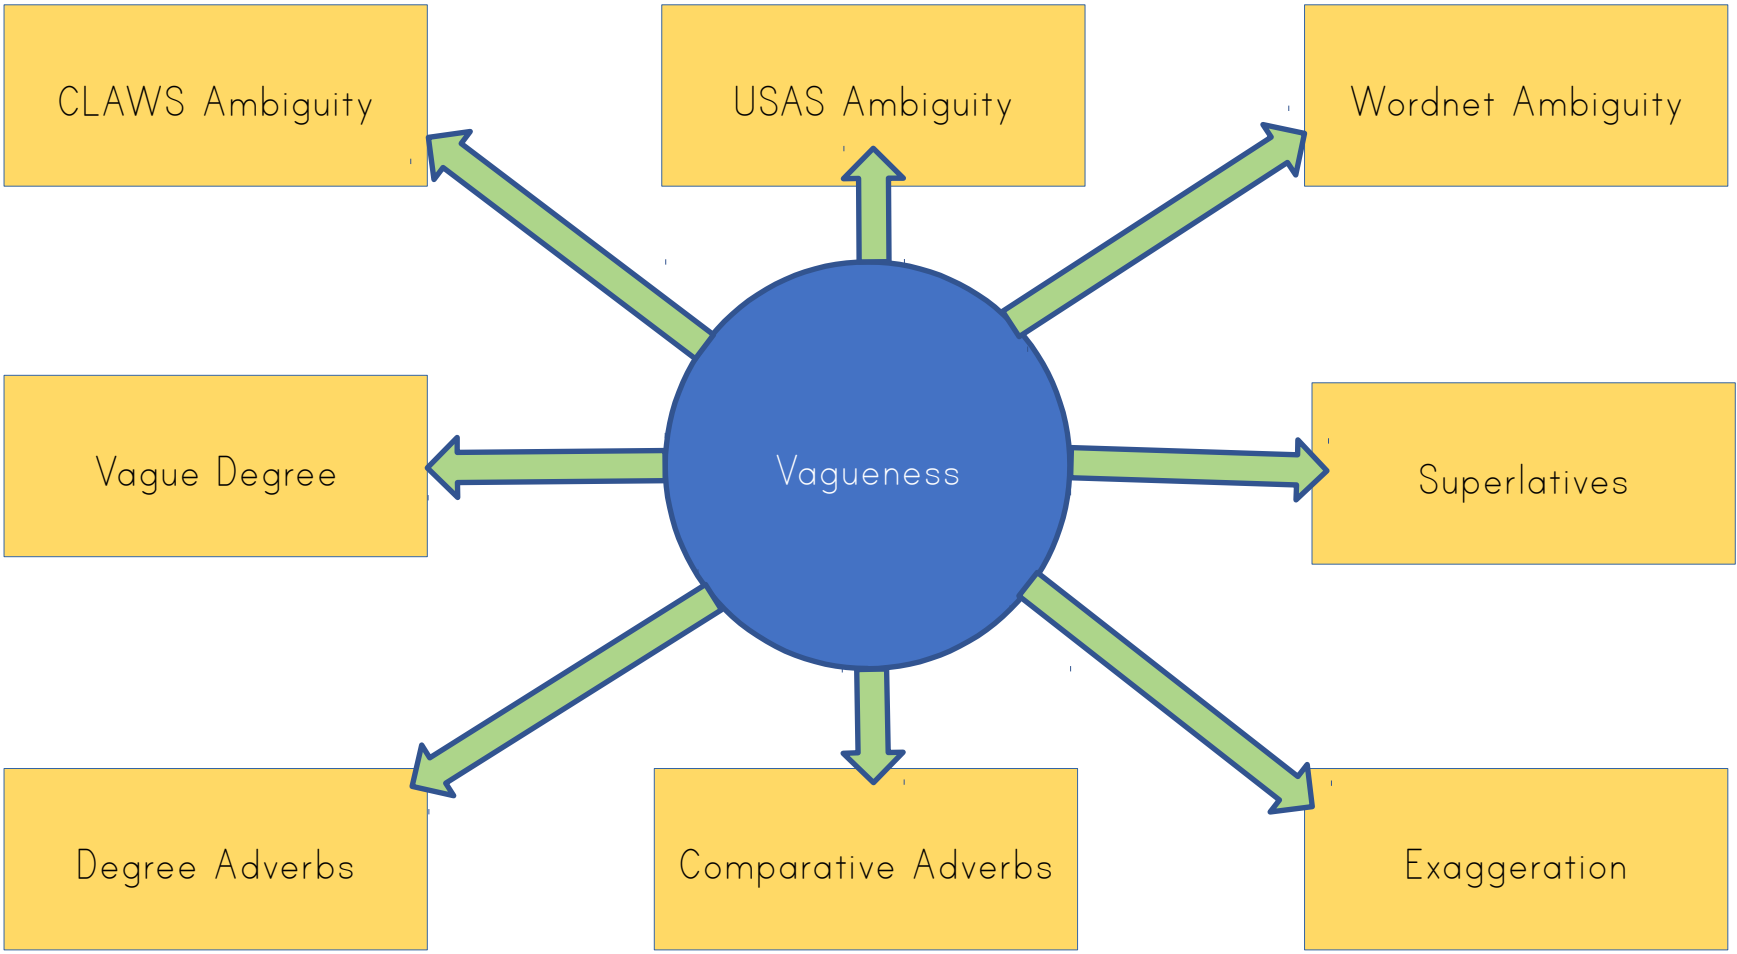 CLAWS Ambiguity
USAS Ambiguity
Wordnet Ambiguity
Vague Degree
Vagueness
Superlatives
Degree Adverbs
Comparative Adverbs
Exaggeration